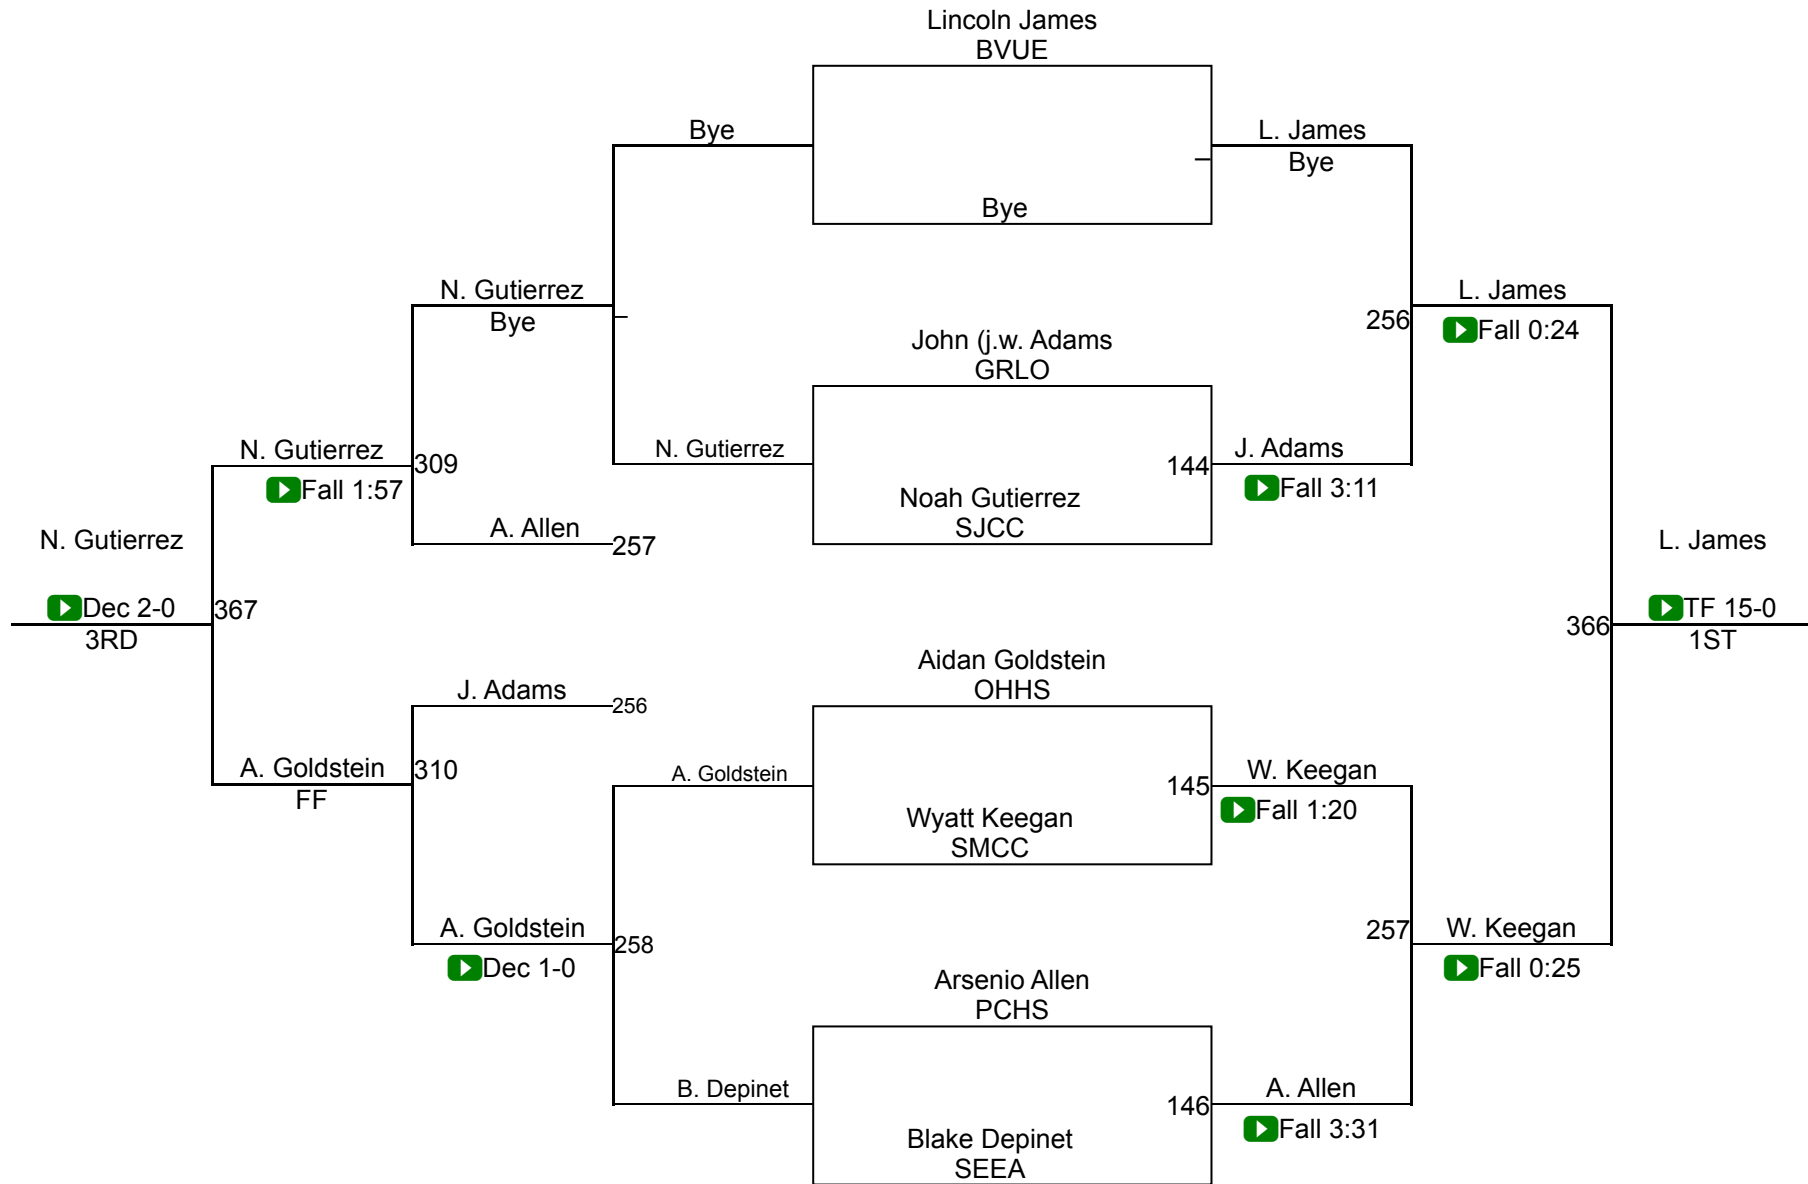 Lincoln James
BVUE
Bye
L. James
Bye
Bye
N. Gutierrez
Bye
L. James
256
Fall 0:24
John (j.w. Adams
GRLO
N. Gutierrez
309
Fall 1:57
N. Gutierrez
144
J. Adams
Fall 3:11
Noah Gutierrez
SJCC
A. Allen
257
N. Gutierrez
Dec 2-0
3RD
367
L. James
366
TF 15-0
1ST
Aidan Goldstein
OHHS
J. Adams
256
A. Goldstein
FF
310
A. Goldstein
145
W. Keegan
Fall 1:20
Wyatt Keegan
SMCC
A. Goldstein
258
Dec 1-0
257
W. Keegan
Fall 0:25
Arsenio Allen
PCHS
B. Depinet
146
A. Allen
Fall 3:31
Blake Depinet
SEEA